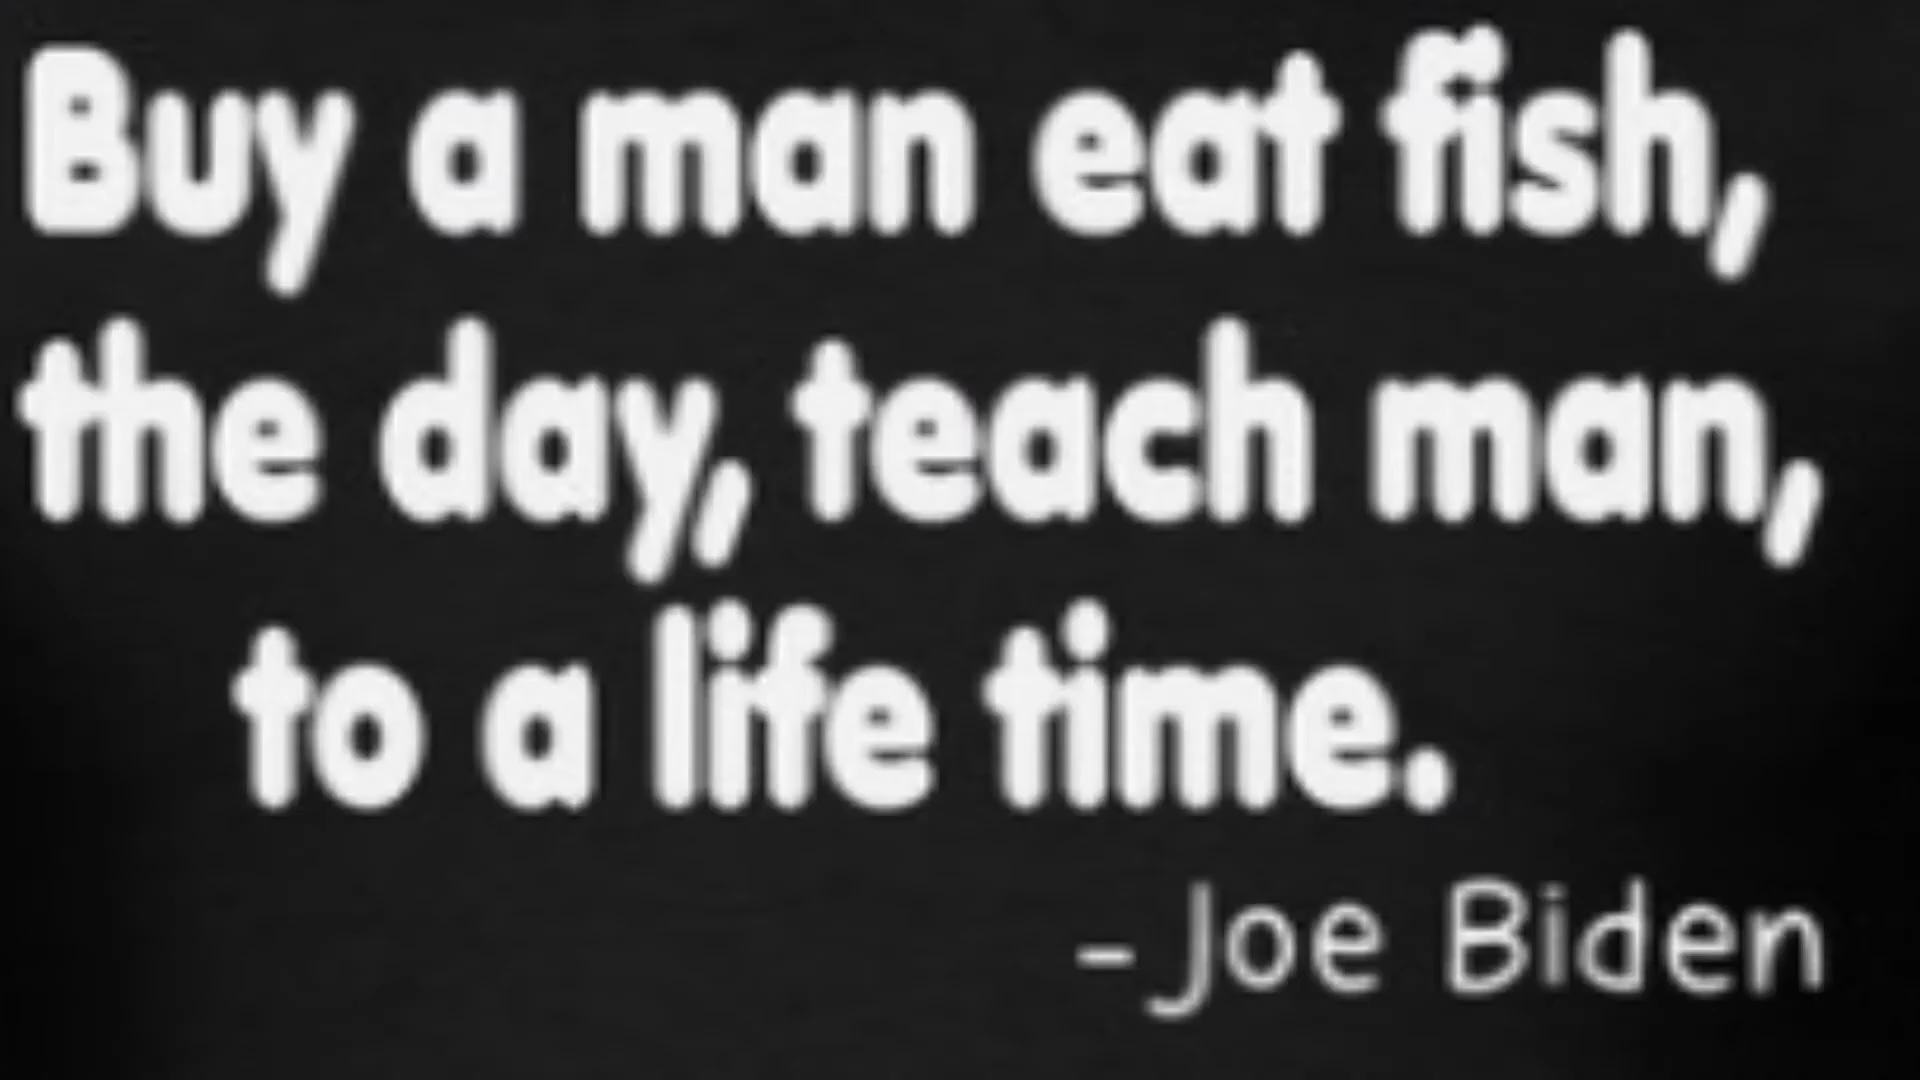 Buy a man eat fish,
the day, teach man,
to a life time.
-Joe Biden